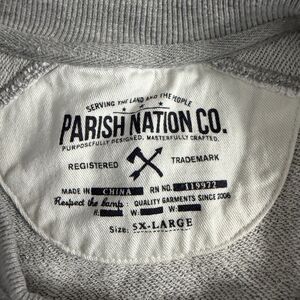 SERVING THE LAND AND THE PEOPLE
PARISH NATION CO.
PURPOSEFULLY DESIGNED, MASTERFULLY CRAFTED.
REGISTERED TRADEMARK
MADE IN CHINA RN NO. 119972
Respect the lamp: QUALITY GARMENTS SINCE 2006
W: W:
Size: 5X-LARGE